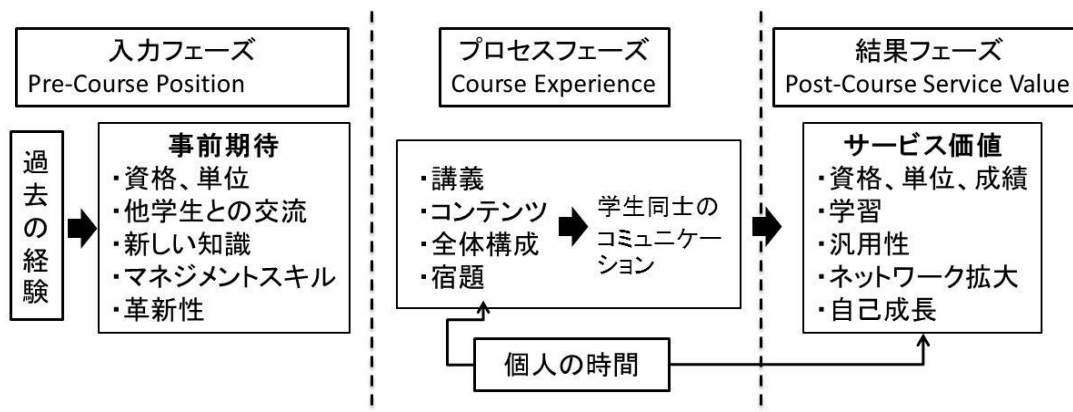 入力フェーズ
Pre-Course Position
過去の経験
事前期待
・資格、単位
・他学生との交流
・新しい知識
・マネジメントスキル
・革新性
プロセスフェーズ
Course Experience
・講義
・コンテンツ
・全体構成
・宿題
学生同士の
コミュニケー
ション
個人の時間
結果フェーズ
Post-Course Service Value
サービス価値
・資格、単位、成績
・学習
・汎用性
・ネットワーク拡大
・自己成長